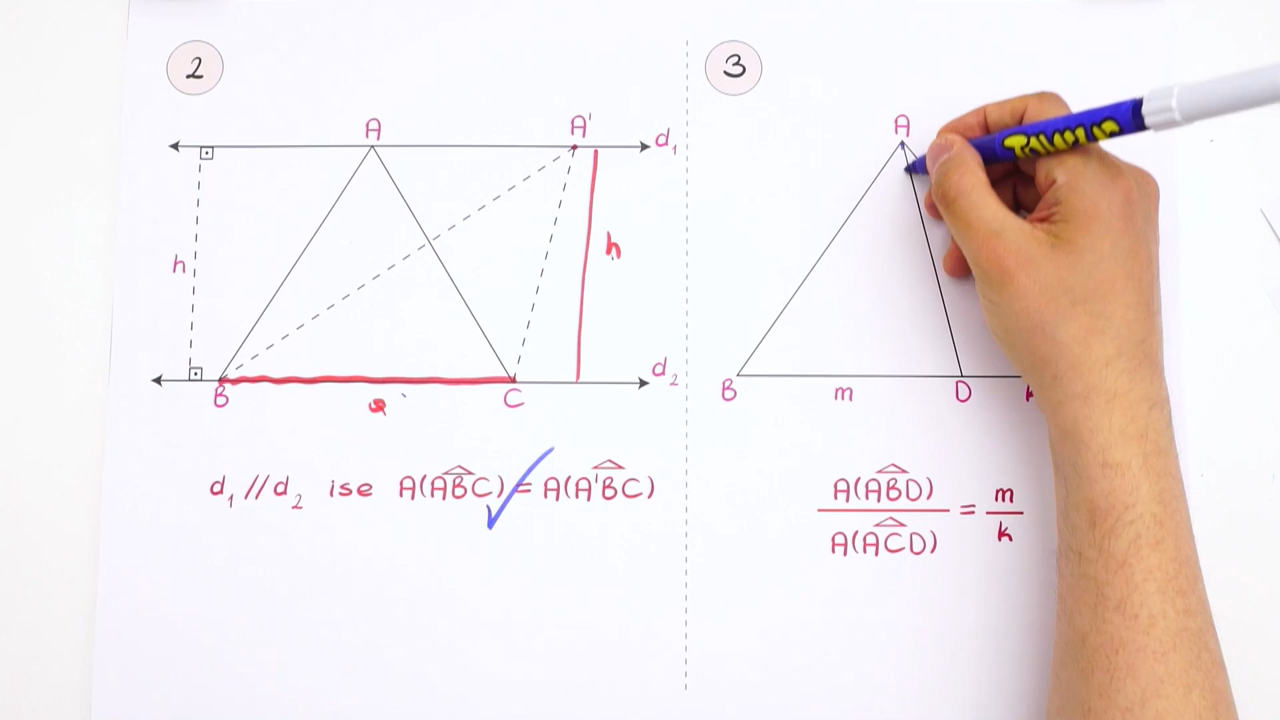 2
A
A'
d₁
h
h
B
C
d₂
a
d₁ // d₂ ise A(ABC) = A(A'BC)
3
A
B
m
D
A(ABD)
A(ACD)
= m
k